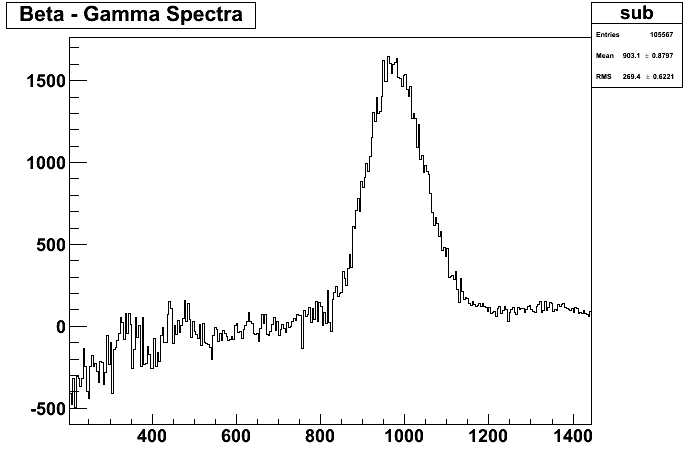 Beta - Gamma Spectra
sub
Entries 105567
Mean 903.1 ± 0.8797
RMS 269.4 ± 0.6221
1500
1000
500
0
-500
400 600 800 1000 1200 1400